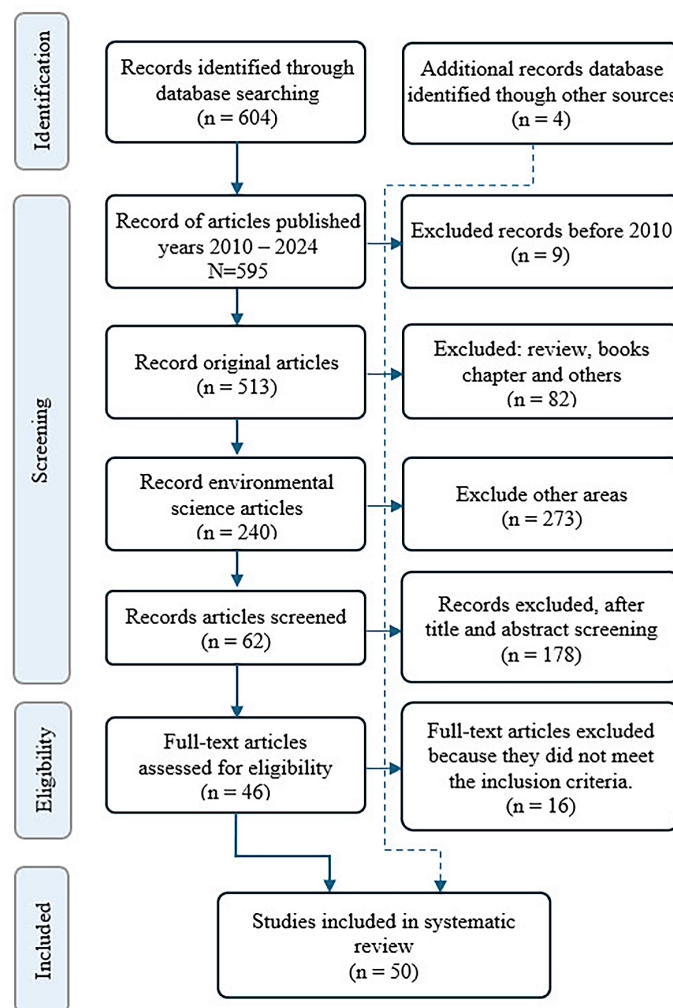 Identification
Records identified through
database searching
(n = 604)
Additional records database
identified though other sources
(n = 4)
Screening
Record of articles published
years 2010 – 2024
N=595
Excluded records before 2010
(n = 9)
Record original articles
(n = 513)
Excluded: review, books
chapter and others
(n = 82)
Record environmental
science articles
(n = 240)
Exclude other areas
(n = 273)
Records articles screened
(n = 62)
Records excluded, after
title and abstract screening
(n = 178)
Eligibility
Full-text articles
assessed for eligibility
(n = 46)
Full-text articles excluded
because they did not meet
the inclusion criteria.
(n = 16)
Included
Studies included in systematic
review
(n = 50)